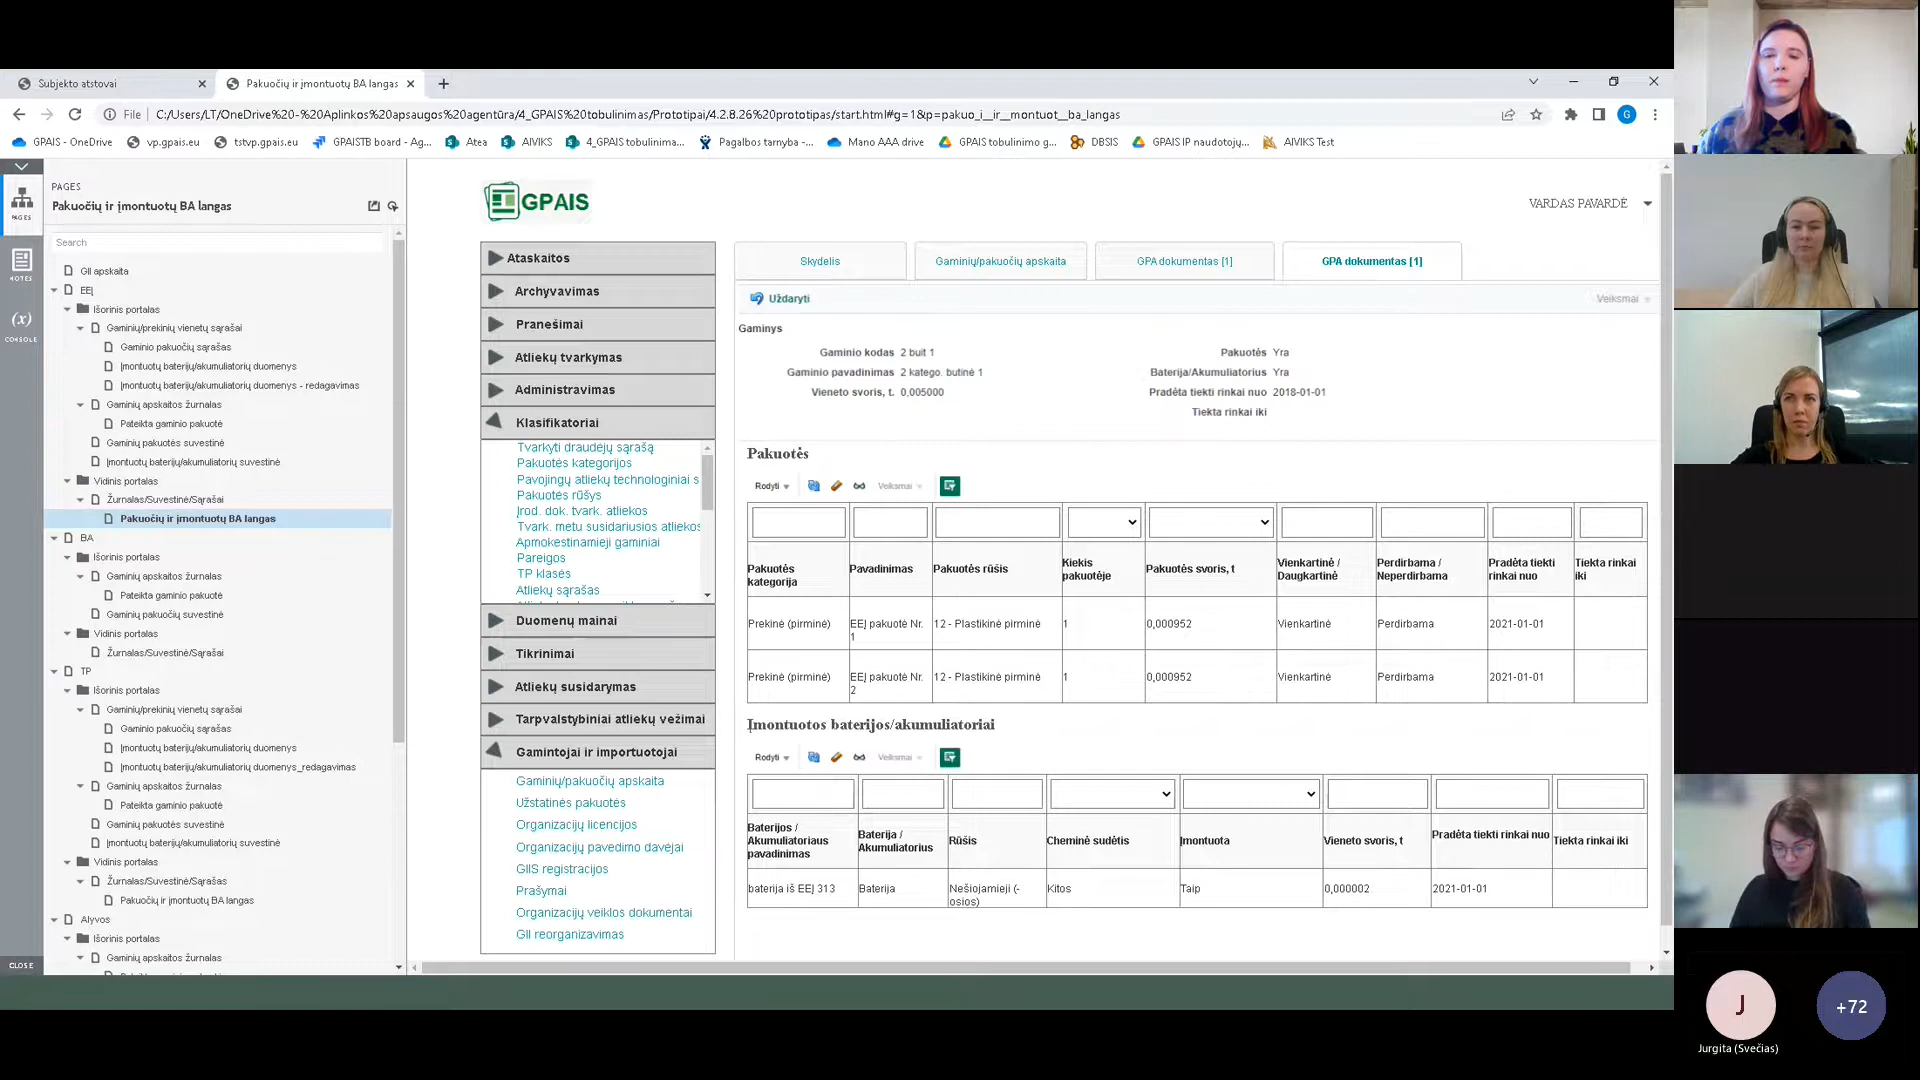 Subjekto atstovai
Pakuočių ir įmontuotų BA langas
File
C:/Users/LT/OneDrive%20-%20Aplinkos%20apsaugos%20agentūra/4_GPAIS%20tobulinimas/Prototipai/4.2.8.26%20prototipas/start.html#g=1&p=pakuo_i__ir__montuot__ba_langas
G
GPAIS - OneDrive
vp.gpais.eu
tstvp.gpais.eu
GPAISTB board - Ag...
Atea
AIVIKS
4_GPAIS tobulinima...
Pagalbos tarnyba -...
Mano AAA drive
GPAIS tobulinimo g...
DBSIS
GPAIS IP naudotojų...
AIVIKS Test
PAGES
NOTES
(x)
CONSOLE
CLOSE
PAGES
Pakuočių ir įmontuotų BA langas
Search
GII apskaita
EEĮ
Išorinis portalas
Gaminių/prekinių vienetų sąrašai
Gaminio pakuočių sąrašas
Įmontuotų baterijų/akumuliatorių duomenys
Įmontuotų baterijų/akumuliatorių duomenys - redagavimas
Gaminių apskaitos žurnalas
Pateikta gaminio pakuotė
Gaminių pakuotės suvestinė
Įmontuotų baterijų/akumuliatorių suvestinė
Vidinis portalas
Žurnalas/Suvestinė/Sąrašai
Pakuočių ir įmontuotų BA langas
BA
Išorinis portalas
Gaminių apskaitos žurnalas
Pateikta gaminio pakuotė
Gaminių pakuočių suvestinė
Vidinis portalas
Žurnalas/Suvestinė/Sąrašai
TP
Išorinis portalas
Gaminių/prekinių vienetų sąrašai
Gaminio pakuočių sąrašas
Įmontuotų baterijų/akumuliatorių duomenys
Įmontuotų baterijų/akumuliatorių duomenys_redagavimas
Gaminių apskaitos žurnalas
Pateikta gaminio pakuotė
Gaminių pakuotės suvestinė
Įmontuotų baterijų/akumuliatorių suvestinė
Vidinis portalas
Žurnalas/Suvestinė/Sąrašas
Pakuočių ir įmontuotų BA langas
Alyvos
Išorinis portalas
Gaminių apskaitos žurnalas
GPAIS
VARDAS PAVARDĖ
Ataskaitos
Archyvavimas
Pranešimai
Atliekų tvarkymas
Administravimas
Klasifikatoriai
Tvarkyti draudėjų sąrašą
Pakuotės kategorijos
Pavojingų atliekų technologiniai s
Pakuotės rūšys
Įrod. dok. tvark. atliekos
Tvark. metu susidariusios atliekos
Apmokestinamieji gaminiai
Pareigos
TP klasės
Atliekų sąrašas
Duomenų mainai
Tikrinimai
Atliekų susidarymas
Tarpvalstybiniai atliekų vežimai
Gamintojai ir importuotojai
Gaminių/pakuočių apskaita
Užstatinės pakuotės
Organizacijų licencijos
Organizacijų pavedimo davėjai
GIIS registracijos
Prašymai
Organizacijų veiklos dokumentai
GII reorganizavimas
Skydelis
Gaminių/pakuočių apskaita
GPA dokumentas [1]
GPA dokumentas [1]
Uždaryti
Veiksmai
Gaminys
Gaminio kodas 2 buit 1
Pakuotės Yra
Gaminio pavadinimas 2 katego. butinė 1
Baterija/Akumuliatorius Yra
Vieneto svoris, t. 0,005000
Pradėta tiekti rinkai nuo 2018-01-01
Tiekta rinkai iki
Pakuotės
Rodyti
Veiksmai
Pakuotės kategorija
Pavadinimas
Pakuotės rūšis
Kiekis pakuotėje
Pakuotės svoris, t
Vienkartinė / Daugkartinė
Perdirbama / Neperdirbama
Pradėta tiekti rinkai nuo
Tiekta rinkai iki
Prekinė (pirminė) EEĮ pakuotė Nr. 1 12 - Plastikinė pirminė 1 0,000952 Vienkartinė Perdirbama 2021-01-01
Prekinė (pirminė) EEĮ pakuotė Nr. 2 12 - Plastikinė pirminė 1 0,000952 Vienkartinė Perdirbama 2021-01-01
Įmontuotos baterijos/akumuliatoriai
Rodyti
Veiksmai
Baterijos / Akumuliatoriaus pavadinimas
Baterija / Akumuliatorius
Rūšis
Cheminė sudėtis
Įmontuota
Vieneto svoris, t
Pradėta tiekti rinkai nuo
Tiekta rinkai iki
baterija iš EEĮ 313 Baterija Nešiojamieji (-osios) Kitos Taip 0,000002 2021-01-01
J
+72
Jurgita (Svečias)